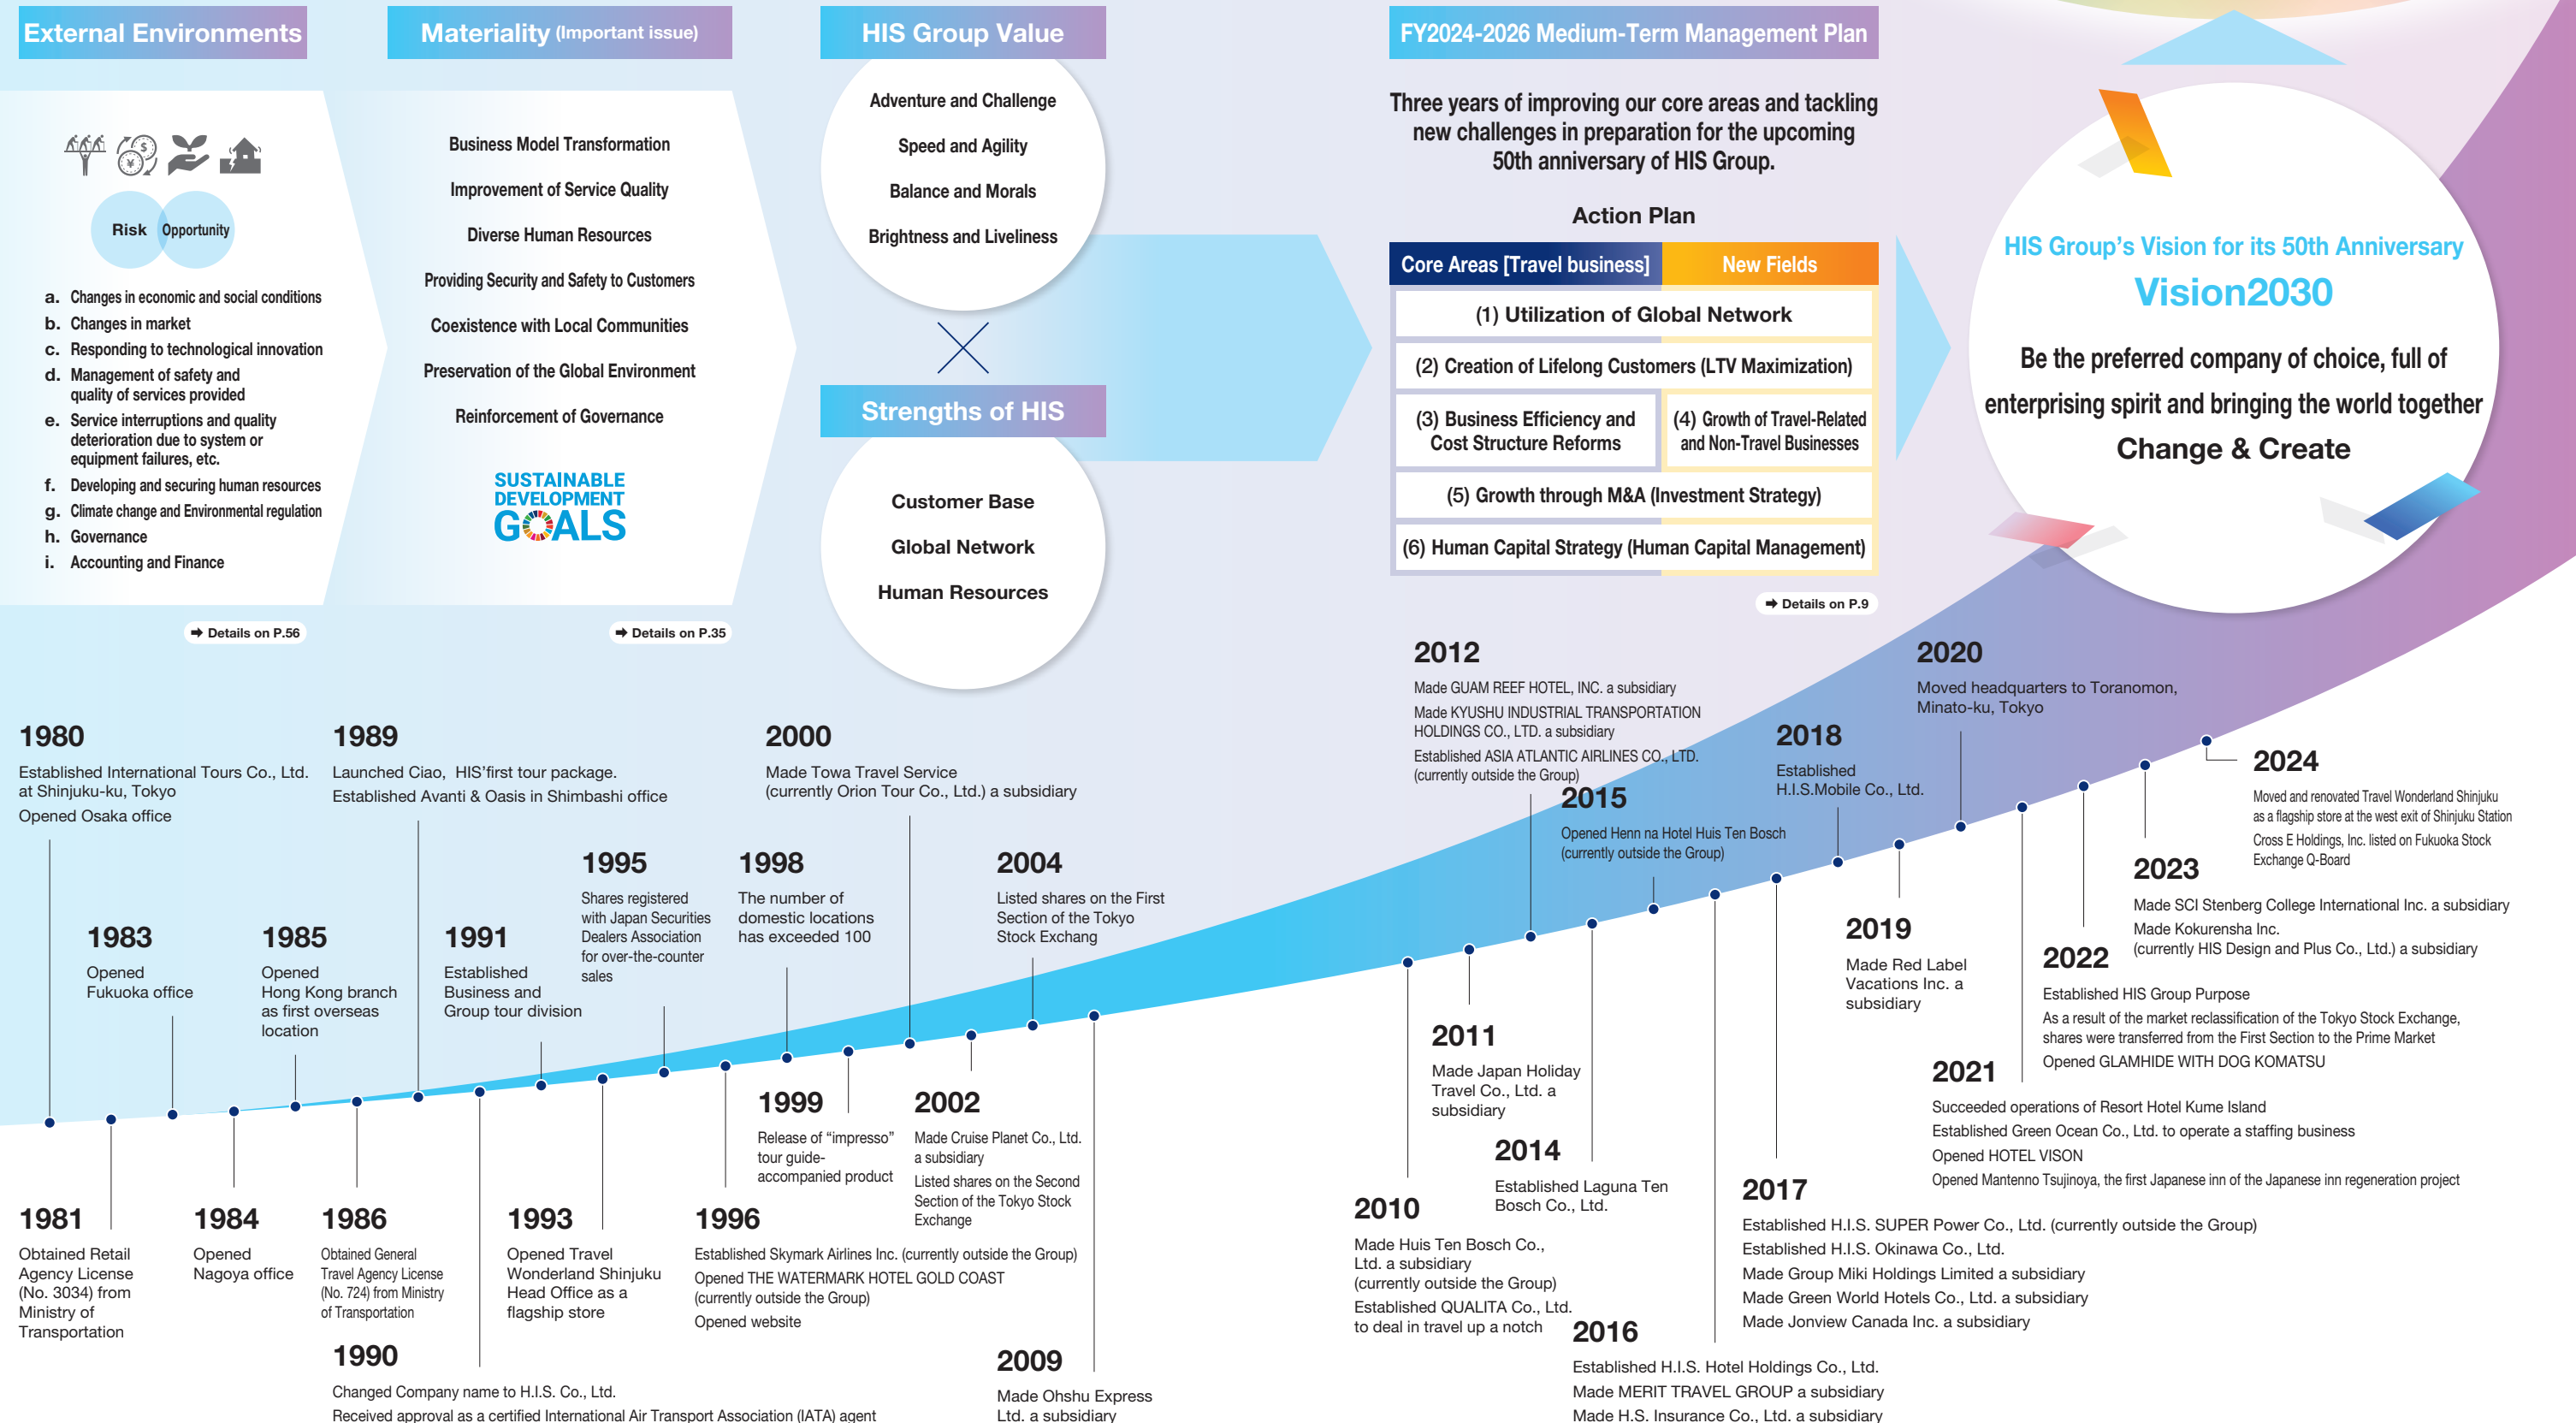 External Environments
Risk
Opportunity
a. Changes in economic and social conditions
b. Changes in market
c. Responding to technological innovation
d. Management of safety and
quality of services provided
e. Service interruptions and quality
deterioration due to system or
equipment failures, etc.
f. Developing and securing human resources
g. Climate change and Environmental regulation
h. Governance
i. Accounting and Finance
➡ Details on P.56
Materiality (Important issue)
Business Model Transformation
Improvement of Service Quality
Diverse Human Resources
Providing Security and Safety to Customers
Coexistence with Local Communities
Preservation of the Global Environment
Reinforcement of Governance
SUSTAINABLE
DEVELOPMENT
GOALS
➡ Details on P.35
HIS Group Value
Adventure and Challenge
Speed and Agility
Balance and Morals
Brightness and Liveliness
Strengths of HIS
Customer Base
Global Network
Human Resources
FY2024-2026 Medium-Term Management Plan
Three years of improving our core areas and tackling
new challenges in preparation for the upcoming
50th anniversary of HIS Group.
Action Plan
Core Areas [Travel business]
New Fields
(1) Utilization of Global Network
(2) Creation of Lifelong Customers (LTV Maximization)
(3) Business Efficiency and
Cost Structure Reforms
(4) Growth of Travel-Related
and Non-Travel Businesses
(5) Growth through M&A (Investment Strategy)
(6) Human Capital Strategy (Human Capital Management)
➡ Details on P.9
HIS Group's Vision for its 50th Anniversary
Vision2030
Be the preferred company of choice, full of
enterprising spirit and bringing the world together
Change & Create
1980
Established International Tours Co., Ltd.
at Shinjuku-ku, Tokyo
Opened Osaka office
1981
Obtained Retail
Agency License
(No. 3034) from
Ministry of
Transportation
1983
Opened
Fukuoka office
1984
Opened
Nagoya office
1985
Opened
Hong Kong branch
as first overseas
location
1986
Obtained General
Travel Agency License
(No. 724) from Ministry
of Transportation
1989
Launched Ciao, HIS'first tour package.
Established Avanti & Oasis in Shimbashi office
1990
Changed Company name to H.I.S. Co., Ltd.
Received approval as a certified International Air Transport Association (IATA) agent
1991
Established
Business and
Group tour division
1993
Opened Travel
Wonderland Shinjuku
Head Office as a
flagship store
1995
Shares registered
with Japan Securities
Dealers Association
for over-the-counter
sales
1996
Established Skymark Airlines Inc. (currently outside the Group)
Opened THE WATERMARK HOTEL GOLD COAST
(currently outside the Group)
Opened website
1998
The number of
domestic locations
has exceeded 100
1999
Release of “impresso”
tour guide-
accompanied product
2000
Made Towa Travel Service
(currently Orion Tour Co., Ltd.) a subsidiary
2002
Made Cruise Planet Co., Ltd.
a subsidiary
Listed shares on the Second
Section of the Tokyo Stock
Exchange
2004
Listed shares on the First
Section of the Tokyo
Stock Exchang
2009
Made Ohshu Express
Ltd. a subsidiary
2010
Made Huis Ten Bosch Co.,
Ltd. a subsidiary
(currently outside the Group)
Established QUALITA Co., Ltd.
to deal in travel up a notch
2011
Made Japan Holiday
Travel Co., Ltd. a
subsidiary
2012
Made GUAM REEF HOTEL, INC. a subsidiary
Made KYUSHU INDUSTRIAL TRANSPORTATION
HOLDINGS CO., LTD. a subsidiary
Established ASIA ATLANTIC AIRLINES CO., LTD.
(currently outside the Group)
2014
Established Laguna Ten
Bosch Co., Ltd.
2015
Opened Henn na Hotel Huis Ten Bosch
(currently outside the Group)
2016
Established H.I.S. Hotel Holdings Co., Ltd.
Made MERIT TRAVEL GROUP a subsidiary
Made H.S. Insurance Co., Ltd. a subsidiary
2017
Established H.I.S. SUPER Power Co., Ltd. (currently outside the Group)
Established H.I.S. Okinawa Co., Ltd.
Made Group Miki Holdings Limited a subsidiary
Made Green World Hotels Co., Ltd. a subsidiary
Made Jonview Canada Inc. a subsidiary
2018
Established
H.I.S.Mobile Co., Ltd.
2019
Made Red Label
Vacations Inc. a
subsidiary
2020
Moved headquarters to Toranomon,
Minato-ku, Tokyo
2021
Succeeded operations of Resort Hotel Kume Island
Established Green Ocean Co., Ltd. to operate a staffing business
Opened HOTEL VISON
Opened Mantenno Tsujinoya, the first Japanese inn of the Japanese inn regeneration project
2022
Established HIS Group Purpose
As a result of the market reclassification of the Tokyo Stock Exchange,
shares were transferred from the First Section to the Prime Market
Opened GLAMHIDE WITH DOG KOMATSU
2023
Made SCI Stenberg College International Inc. a subsidiary
Made Kokurensha Inc.
(currently HIS Design and Plus Co., Ltd.) a subsidiary
2024
Moved and renovated Travel Wonderland Shinjuku
as a flagship store at the west exit of Shinjuku Station
Cross E Holdings, Inc. listed on Fukuoka Stock
Exchange Q-Board